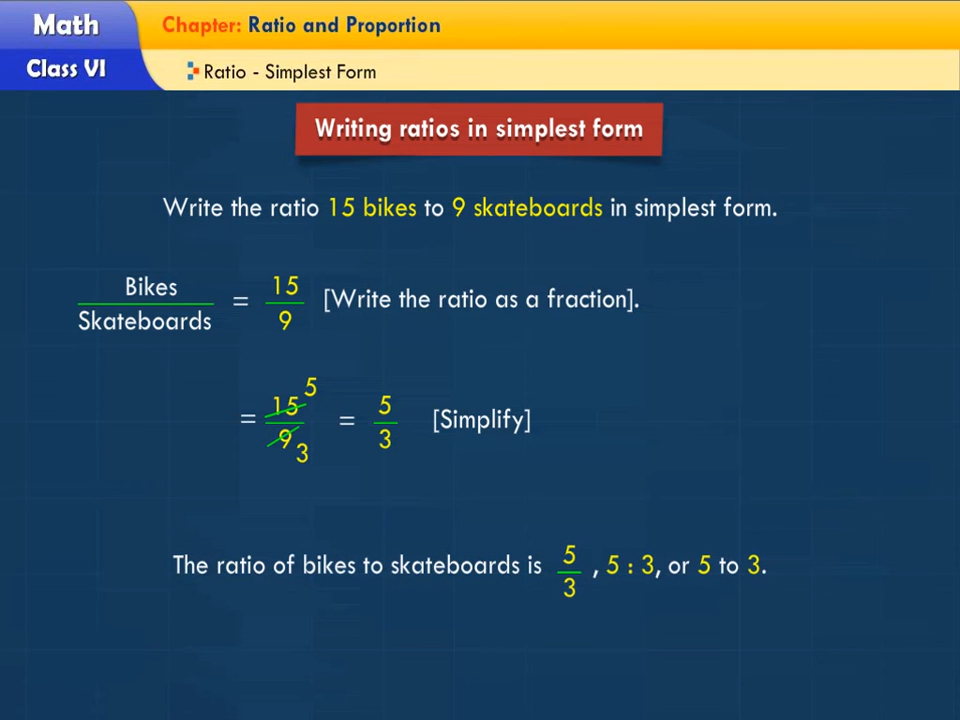 Math
Chapter: Ratio and Proportion
Class VI
Ratio - Simplest Form
Writing ratios in simplest form
Write the ratio 15 bikes to 9 skateboards in simplest form.
Bikes / Skateboards = 15 / 9 [Write the ratio as a fraction].
= 15 5 / 9 3 = 5 / 3 [Simplify]
The ratio of bikes to skateboards is 5 / 3 , 5 : 3, or 5 to 3.